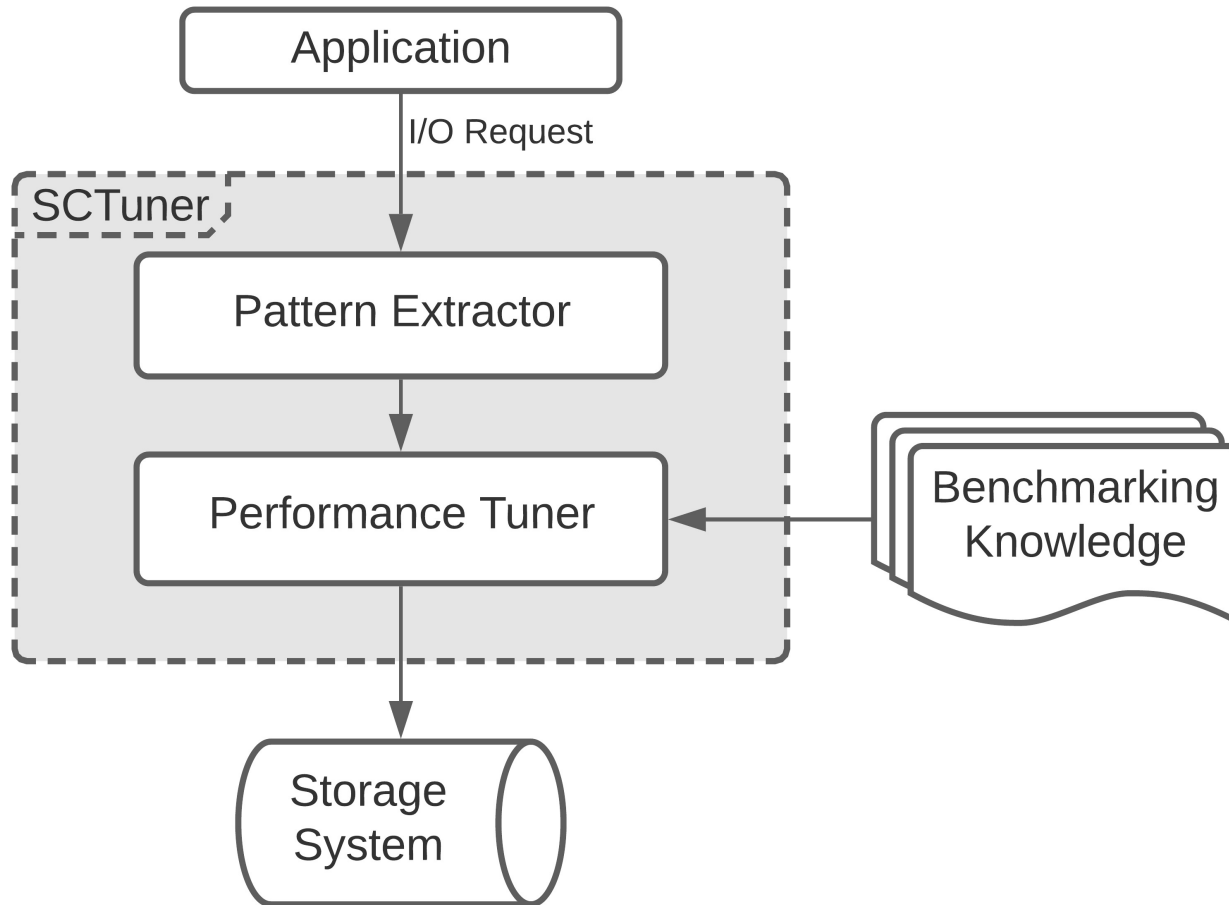 Application
I/O Request
SCTuner
Pattern Extractor
Performance Tuner
Benchmarking
Knowledge
Storage
System